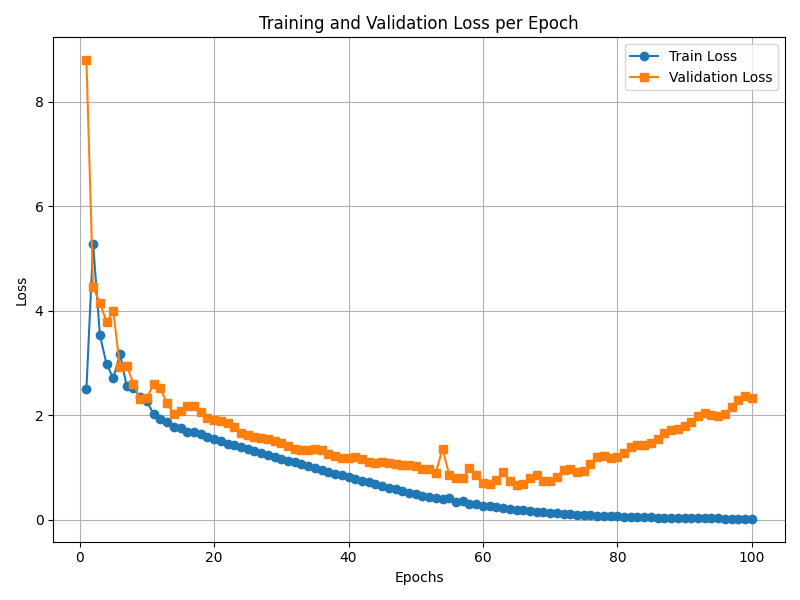 Training and Validation Loss per Epoch
Train Loss
Validation Loss
8
6
4
2
0
Loss
0 20 40 60 80 100
Epochs